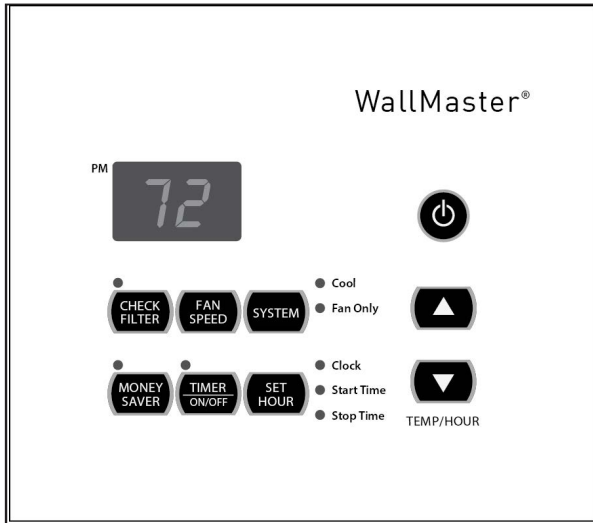 WallMaster®
PM
72
CHECK
FILTER
FAN
SPEED
SYSTEM
Cool
Fan Only
MONEY
SAVER
TIMER
ON/OFF
SET
HOUR
Clock
Start Time
Stop Time
TEMP/HOUR